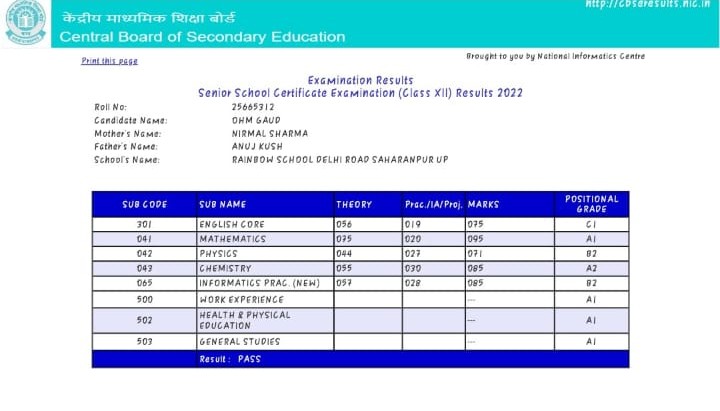 http://cbseresults.nic.in
केंद्रीय माध्यमिक शिक्षा बोर्ड
Central Board of Secondary Education
Print this page
Brought to you by National Informatics Centre
Examination Results
Senior School Certificate Examination (Class XII) Results 2022
Roll No: 25665312
Candidate Name: OHM GAUD
Mother's Name: NIRMAL SHARMA
Father's Name: ANUJ KUSH
School's Name: RAINBOW SCHOOL DELHI ROAD SAHARANPUR UP
SUB CODE SUB NAME THEORY Prac./IA/Proj. MARKS POSITIONAL GRADE
301 ENGLISH CORE 056 019 075 C1
041 MATHEMATICS 075 020 095 A1
042 PHYSICS 044 027 071 B2
043 CHEMISTRY 055 030 085 A2
065 INFORMATICS PRAC. (NEW) 057 028 085 B2
500 WORK EXPERIENCE --- A1
502 HEALTH & PHYSICAL EDUCATION --- A1
503 GENERAL STUDIES --- A1
Result : PASS